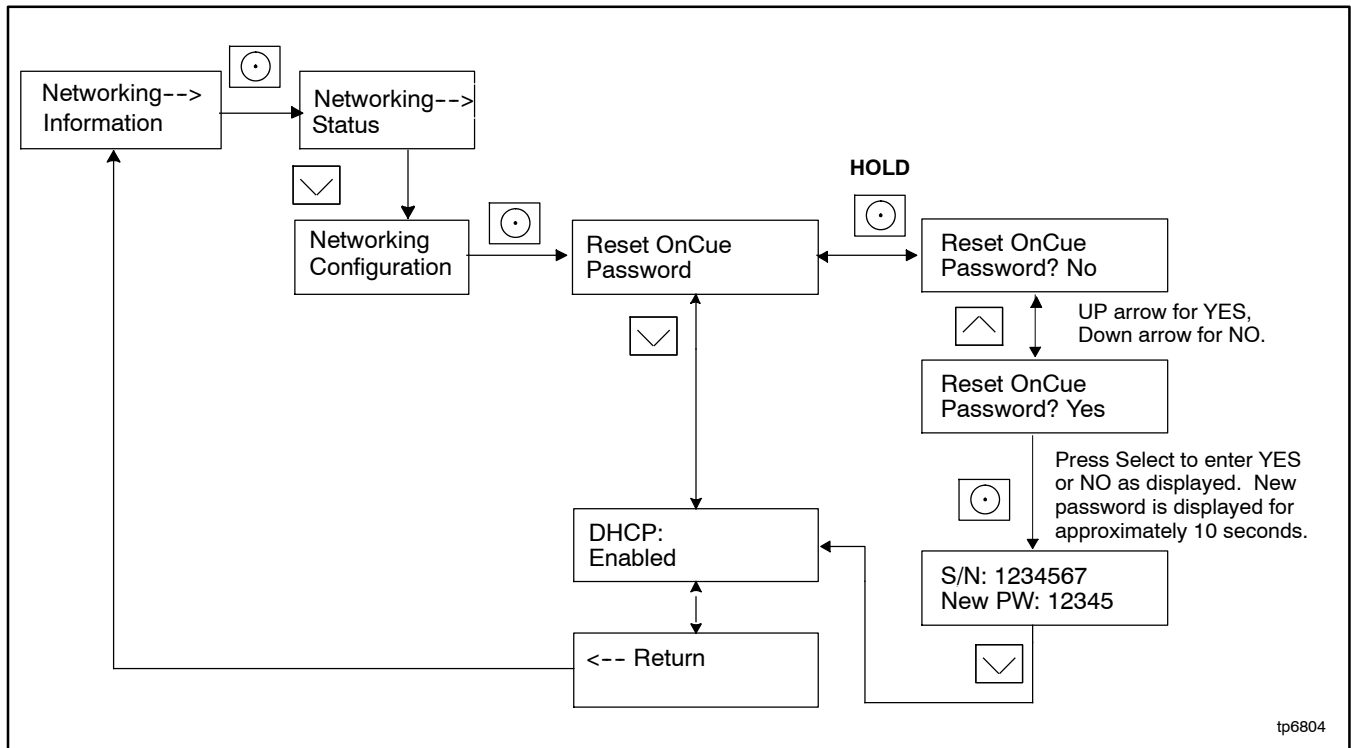 Networking-->
Information
Networking-->
Status
Networking
Configuration
Reset OnCue
Password
HOLD
Reset OnCue
Password? No
UP arrow for YES,
Down arrow for NO.
Reset OnCue
Password? Yes
Press Select to enter YES
or NO as displayed. New
password is displayed for
approximately 10 seconds.
DHCP:
Enabled
S/N: 1234567
New PW: 12345
<-- Return
tp6804